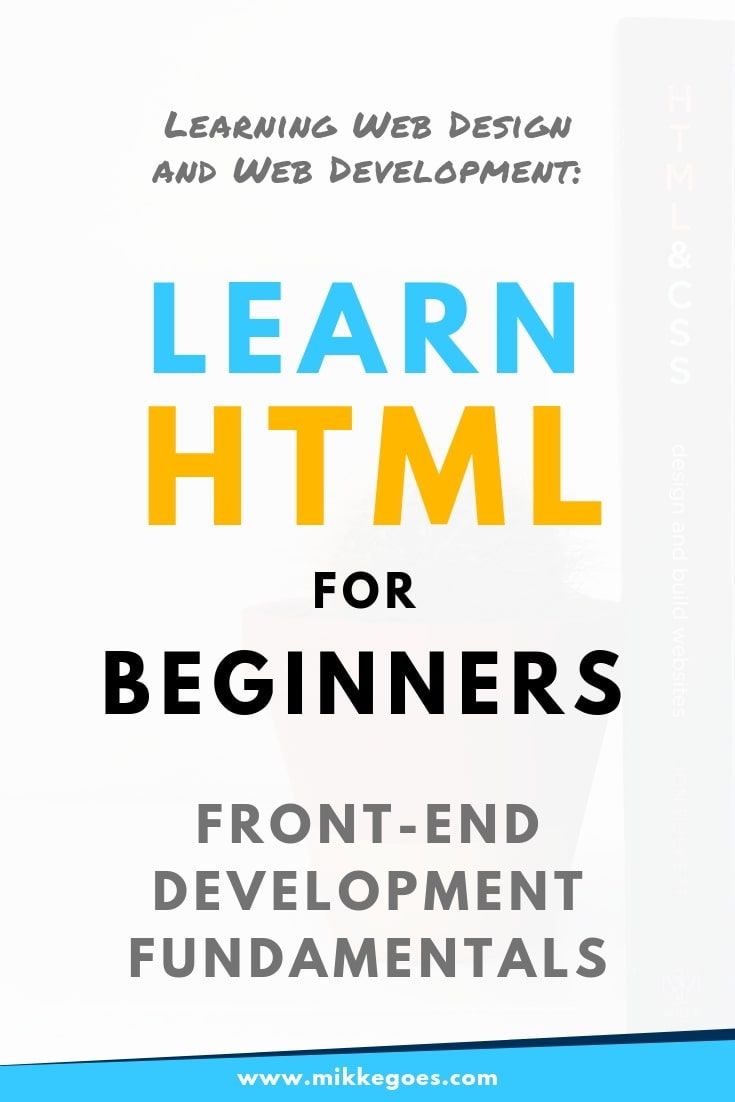 Learning Web Design
and Web Development:
LEARN
HTML
FOR
BEGINNERS
FRONT-END
DEVELOPMENT
FUNDAMENTALS
HTML & CSS design and build websites
www.mikkegoes.com